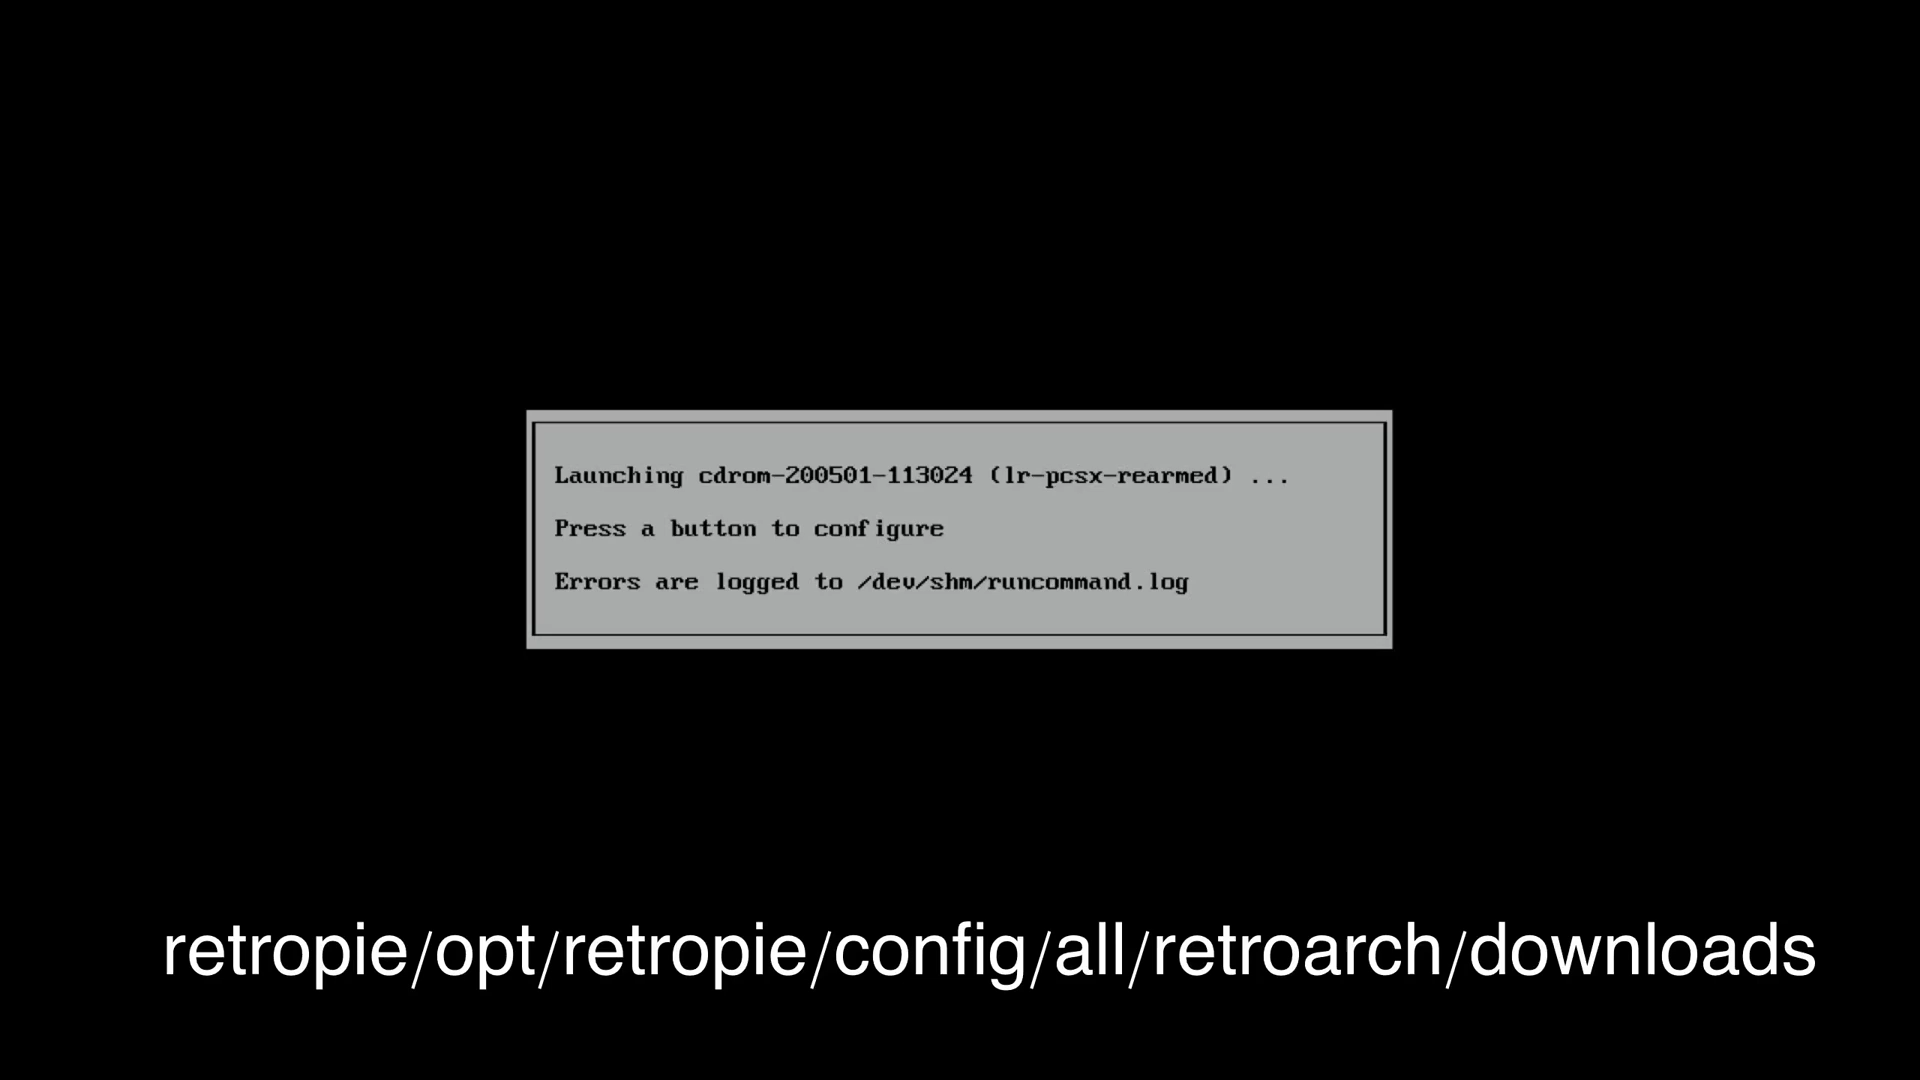 Launching cdrom-200501-113024 (lr-pcsx-rearmed) ...
Press a button to configure
Errors are logged to /dev/shm/runcommand.log
retropie/opt/retropie/config/all/retroarch/downloads